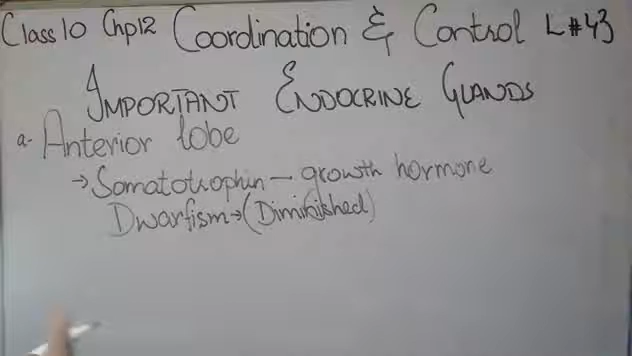 Class 10 Chp12 Coordination & Control L#43
IMPORTANT ENDOCRINE GLANDS
a- Anterior lobe
→ Somatotrophin – growth hormone
Dwarfism → (Diminished)